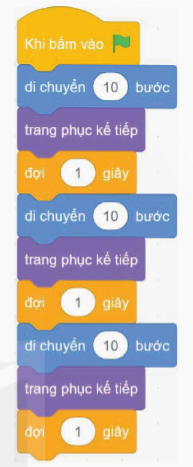 Khi bấm vào
di chuyển 10 bước
trang phục kế tiếp
đợi 1 giây
di chuyển 10 bước
trang phục kế tiếp
đợi 1 giây
di chuyển 10 bước
trang phục kế tiếp
đợi 1 giây